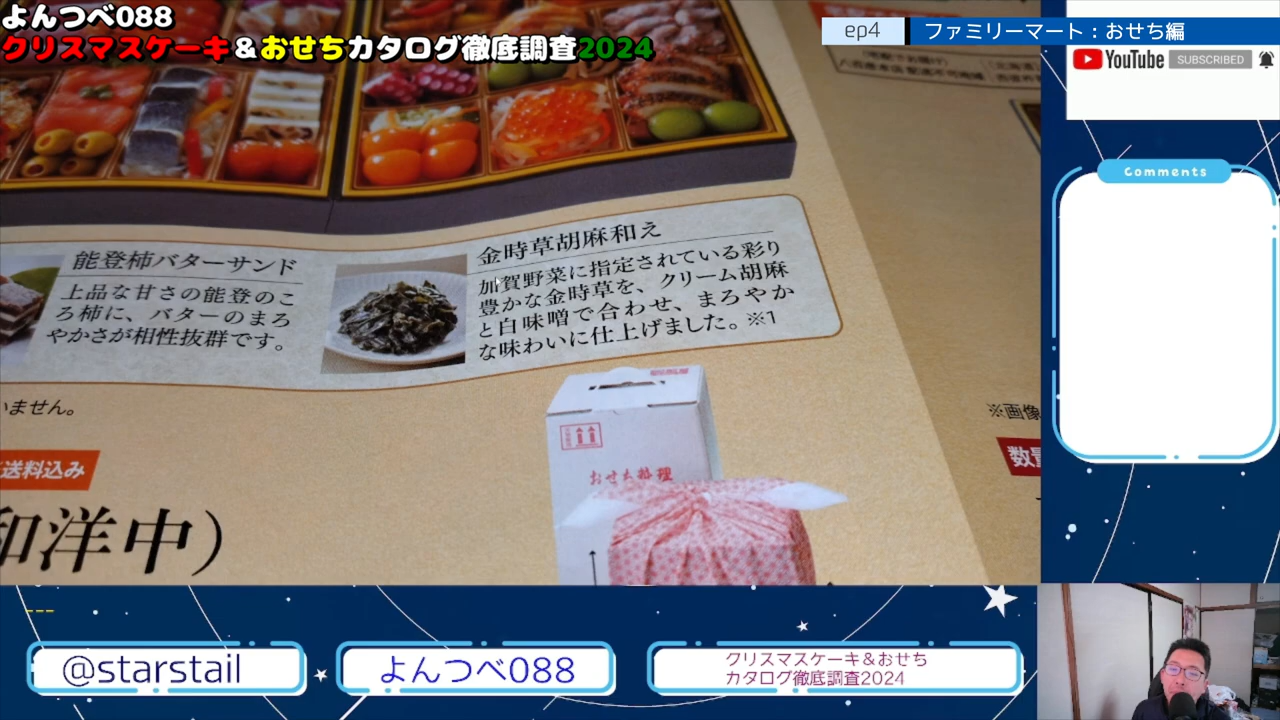 よんつべ088
クリスマスケーキ＆おせちカタログ徹底調査2024
ep4
ファミリーマート：おせち編
YouTube
SUBSCRIBED
Comments
能登柿バターサンド
上品な甘さの能登のこ
ろ柿に、バターのまろ
やかさが相性抜群です。
金時草胡麻和え
加賀野菜に指定されている彩り
豊かな金時草を、クリーム胡麻
と白味噌で合わせ、まろやか
な味わいに仕上げました。※1
いません。
送料込み
和洋中）
おせち料理
※画像
数量
---
@starstail
よんつべ088
クリスマスケーキ＆おせち
カタログ徹底調査2024